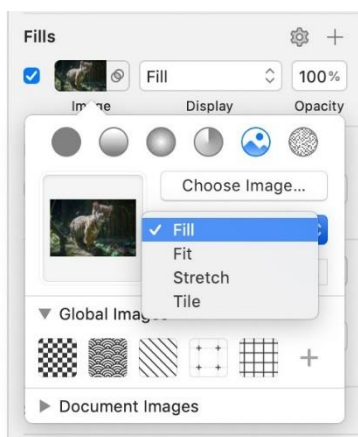 Fills
Fill
100%
Image Display Opacity
Choose Image...
✓ Fill
Fit
Stretch
Tile
Global Images
Document Images